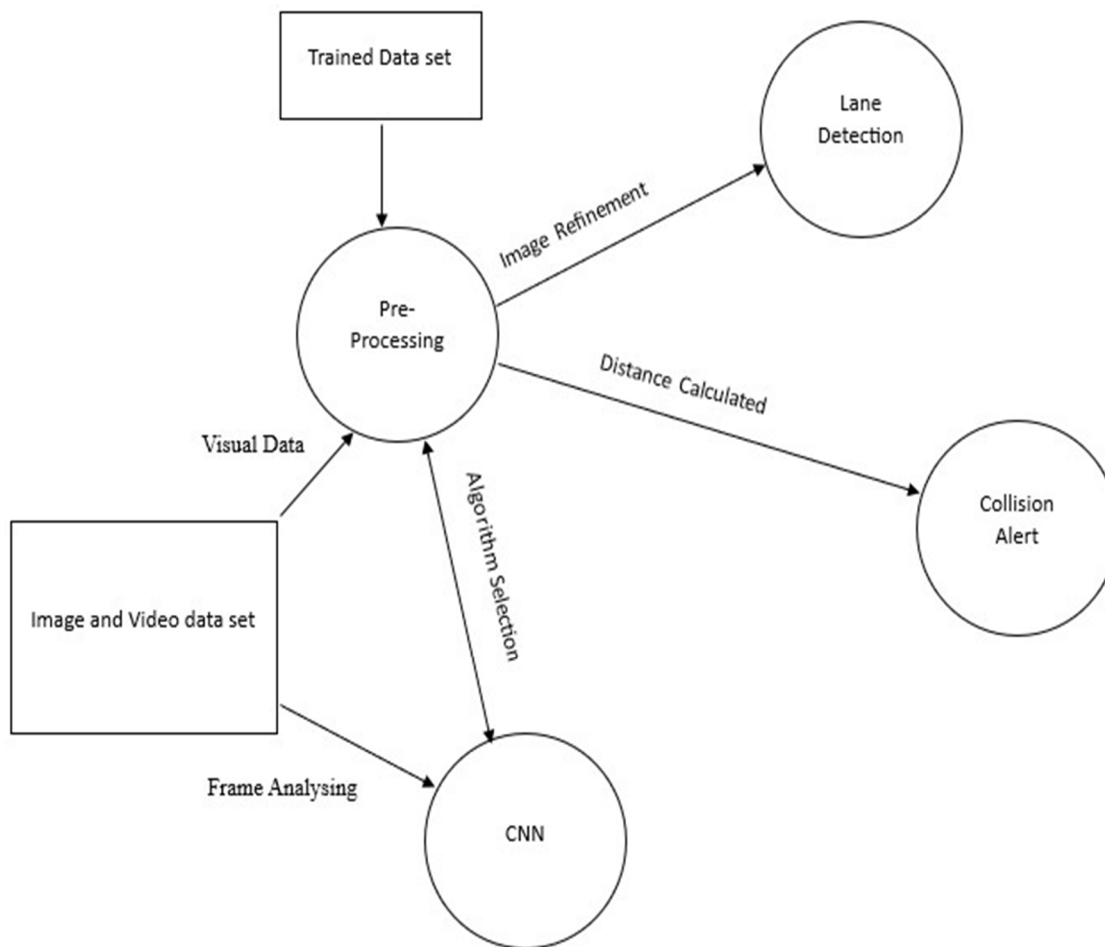 Trained Data set
Lane
Detection
Image Refinement
Pre-
Processing
Distance Calculated
Visual Data
Algorithm Selection
Collision
Alert
Image and Video data set
Frame Analysing
CNN